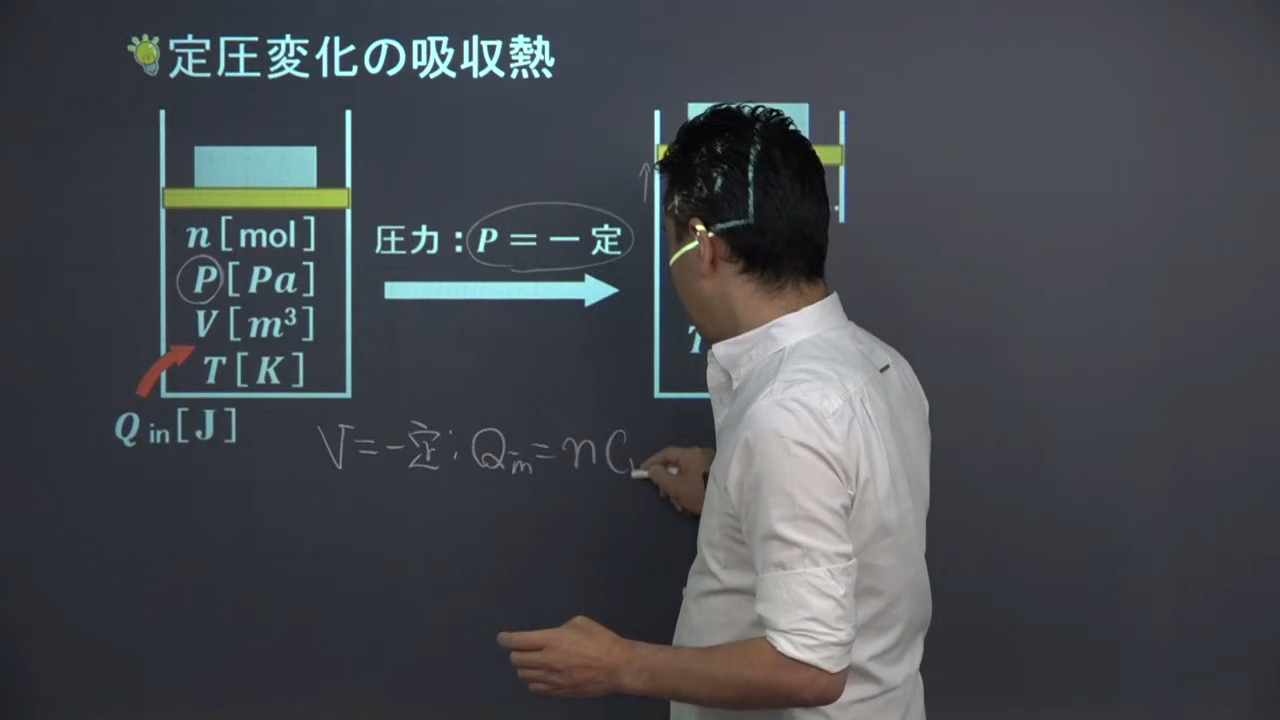 定圧変化の吸収熱
n[mol]
P[Pa]
V[m³]
T[K]
Q in[J]
圧力：P＝一定
V=一定；Qin=nC